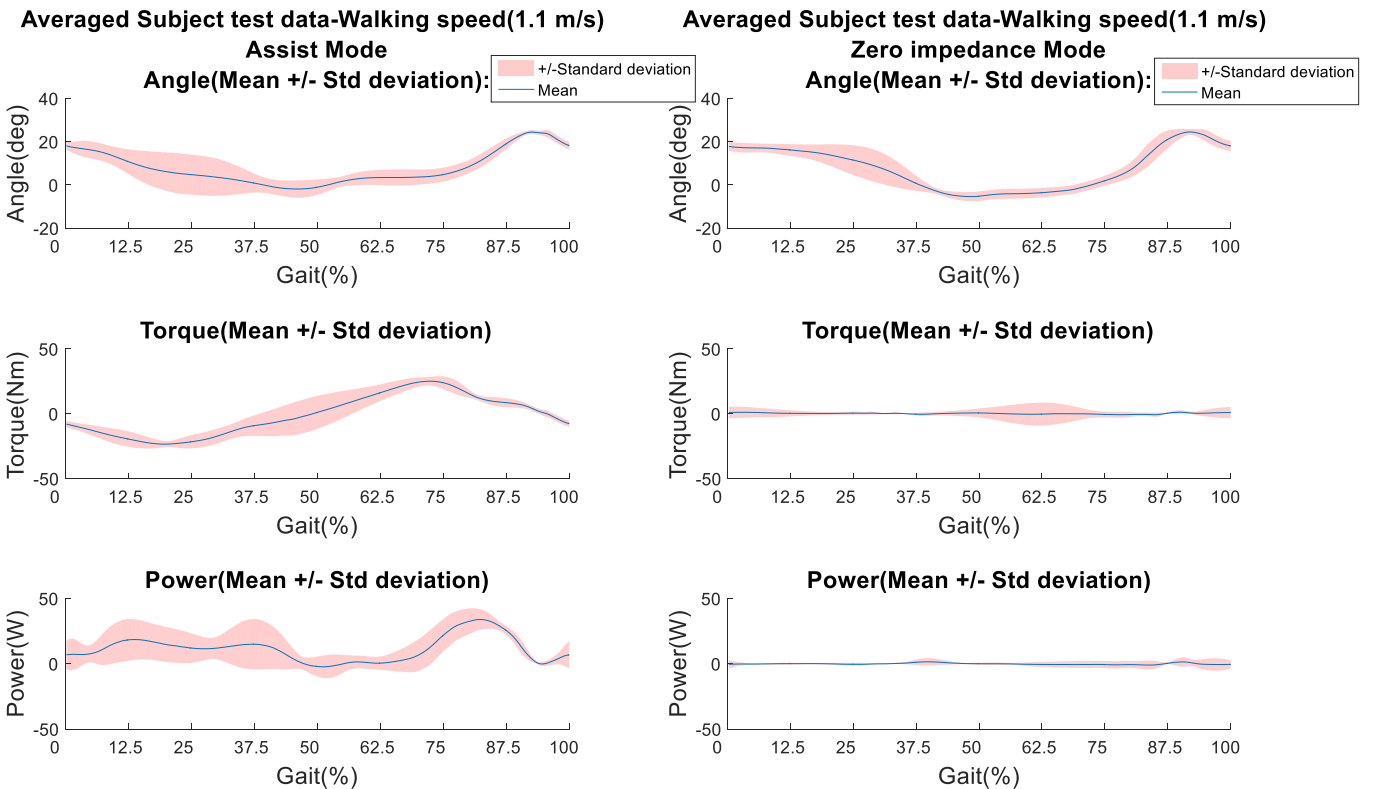 Averaged Subject test data-Walking speed(1.1 m/s)
Assist Mode
Angle(Mean +/- Std deviation):
+/-Standard deviation
Mean
40
20
0
-20
Angle(deg)
0 12.5 25 37.5 50 62.5 75 87.5 100
Gait(%)
Averaged Subject test data-Walking speed(1.1 m/s)
Zero impedance Mode
Angle(Mean +/- Std deviation):
+/-Standard deviation
Mean
40
20
0
-20
Angle(deg)
0 12.5 25 37.5 50 62.5 75 87.5 100
Gait(%)
Torque(Mean +/- Std deviation)
50
0
-50
Torque(Nm)
0 12.5 25 37.5 50 62.5 75 87.5 100
Gait(%)
Torque(Mean +/- Std deviation)
50
0
-50
Torque(Nm)
0 12.5 25 37.5 50 62.5 75 87.5 100
Gait(%)
Power(Mean +/- Std deviation)
50
0
-50
Power(W)
0 12.5 25 37.5 50 62.5 75 87.5 100
Gait(%)
Power(Mean +/- Std deviation)
50
0
-50
Power(W)
0 12.5 25 37.5 50 62.5 75 87.5 100
Gait(%)